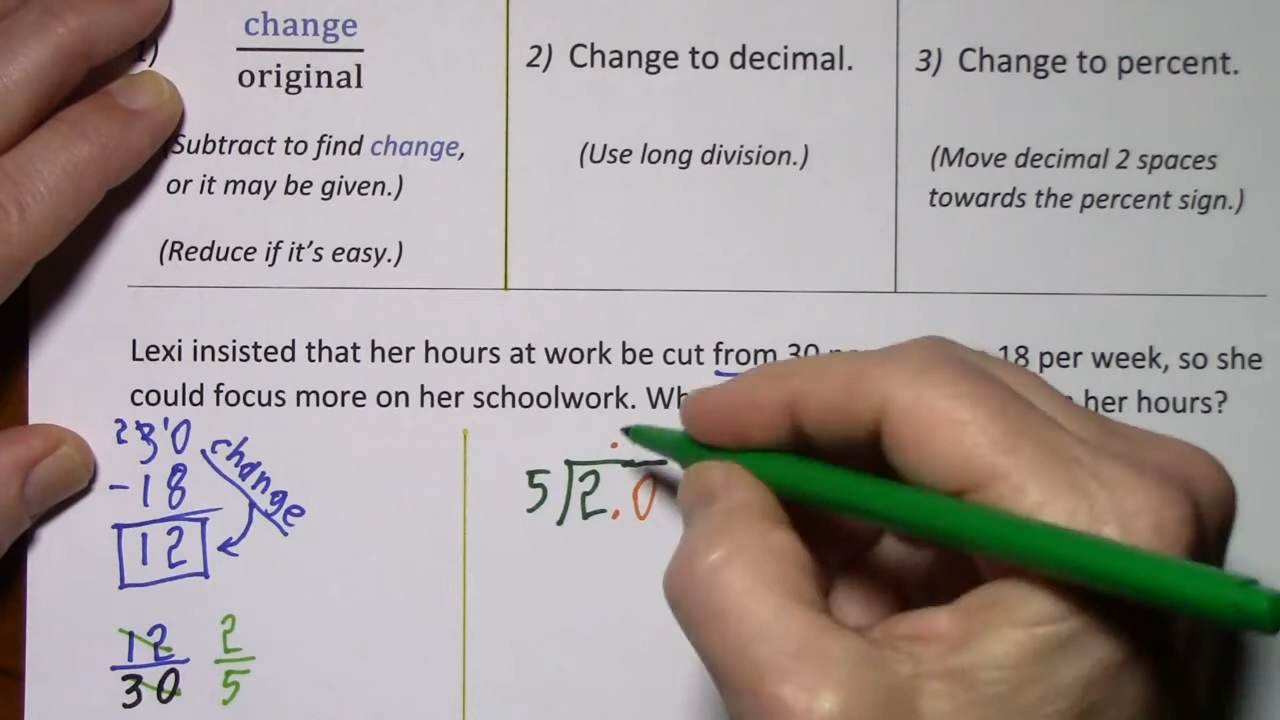 1)
change
original
(Subtract to find change,
or it may be given.)
(Reduce if it's easy.)
2) Change to decimal.
(Use long division.)
3) Change to percent.
(Move decimal 2 spaces
towards the percent sign.)
Lexi insisted that her hours at work be cut from 30 18 per week, so she
could focus more on her schoolwork. her hours?
2 3 '0
- 1 8
1 2
change
12
30
2
5
.
5 2.0